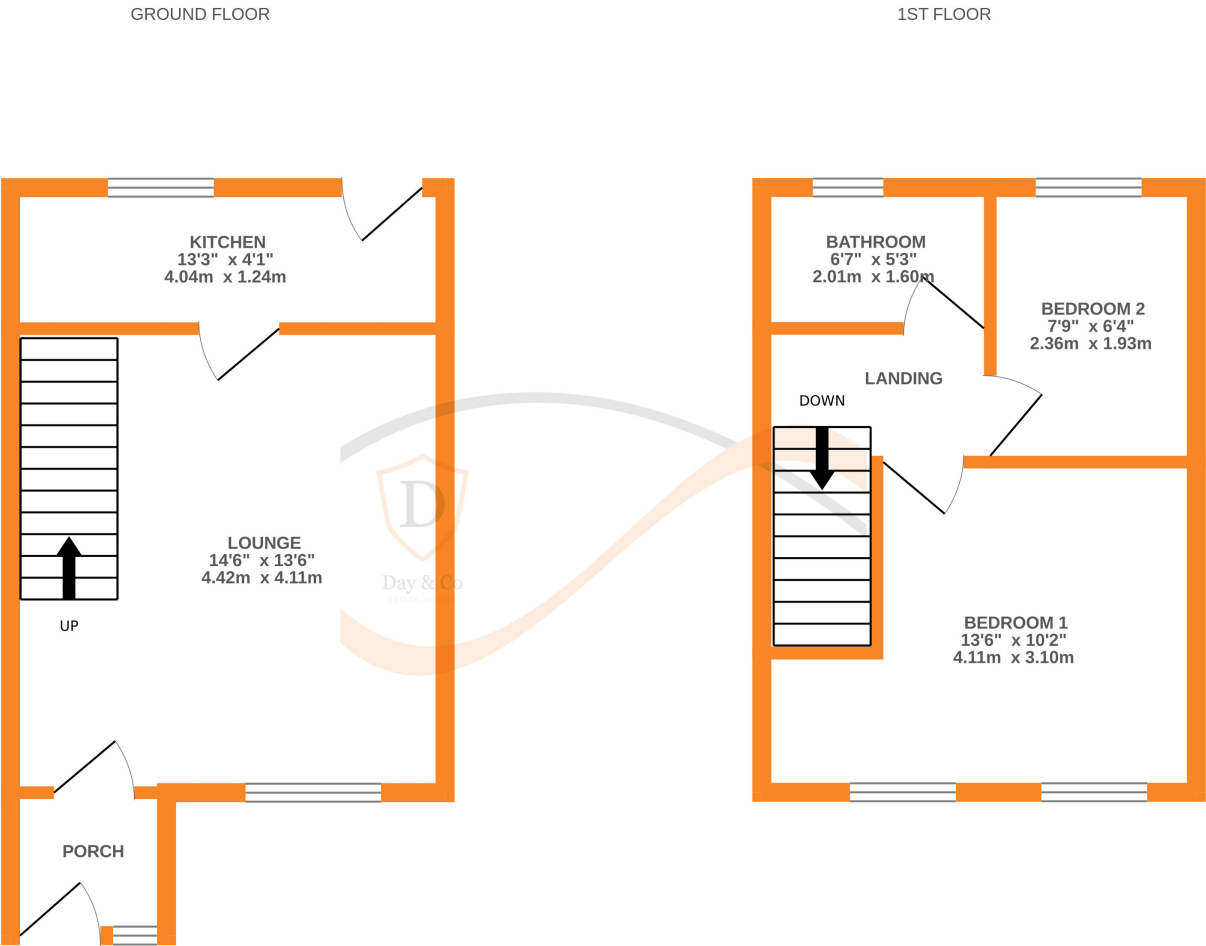 GROUND FLOOR
1ST FLOOR
KITCHEN
13'3" x 4'1"
4.04m x 1.24m
BATHROOM
6'7" x 5'3"
2.01m x 1.60m
BEDROOM 2
7'9" x 6'4"
2.36m x 1.93m
LANDING
DOWN
LOUNGE
14'6" x 13'6"
4.42m x 4.11m
D
Day & Co
UP
BEDROOM 1
13'6" x 10'2"
4.11m x 3.10m
PORCH